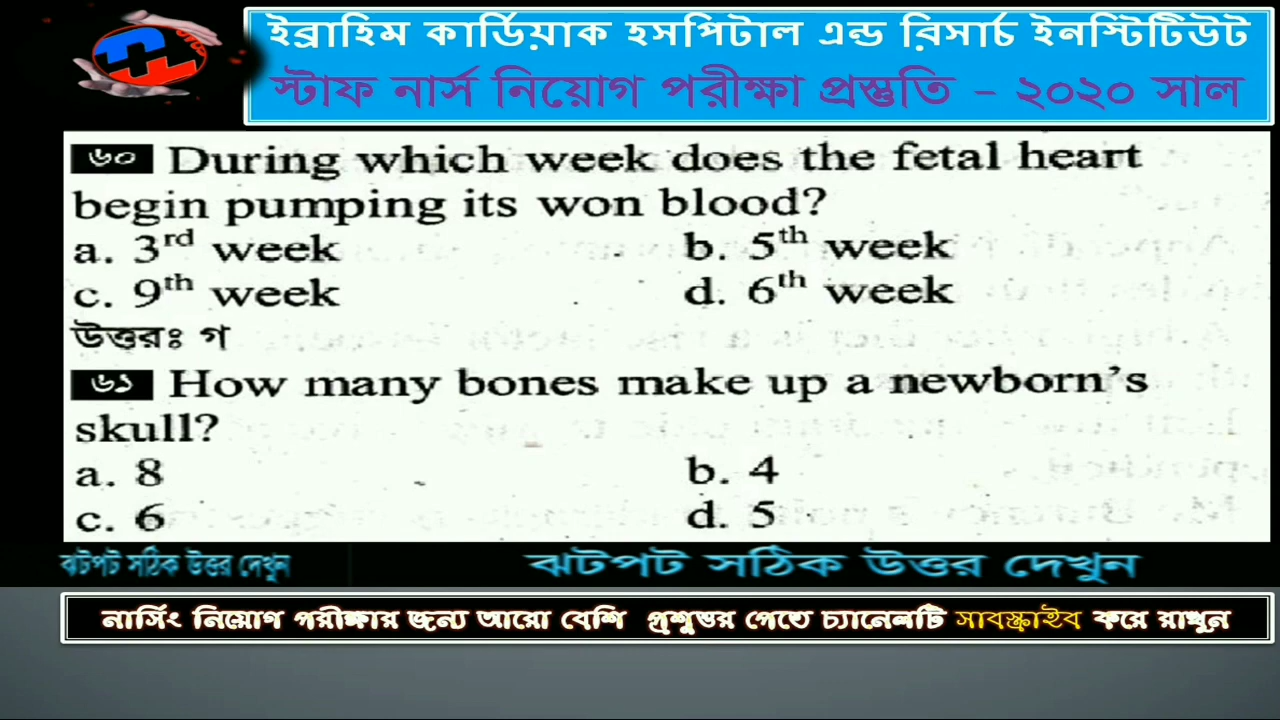 ইব্রাহিম কার্ডিয়াক হসপিটাল এন্ড রিসার্চ ইনস্টিটিউট
স্টাফ নার্স নিয়োগ পরীক্ষা প্রস্তুতি - ২০২০ সাল
৬০ During which week does the fetal heart
begin pumping its won blood?
a. 3rd week b. 5th week
c. 9th week d. 6th week
উত্তরঃ গ
৬১ How many bones make up a newborn's
skull?
a. 8 b. 4
c. 6 d. 5
ঝটপট সঠিক উত্তর দেখুন ঝটপট সঠিক উত্তর দেখুন
নার্সিং নিয়োগ পরীক্ষার জন্য আরো বেশি প্রশ্নুত্তর পেতে চ্যানেলটি সাবস্ক্রাইব করে রাখুন